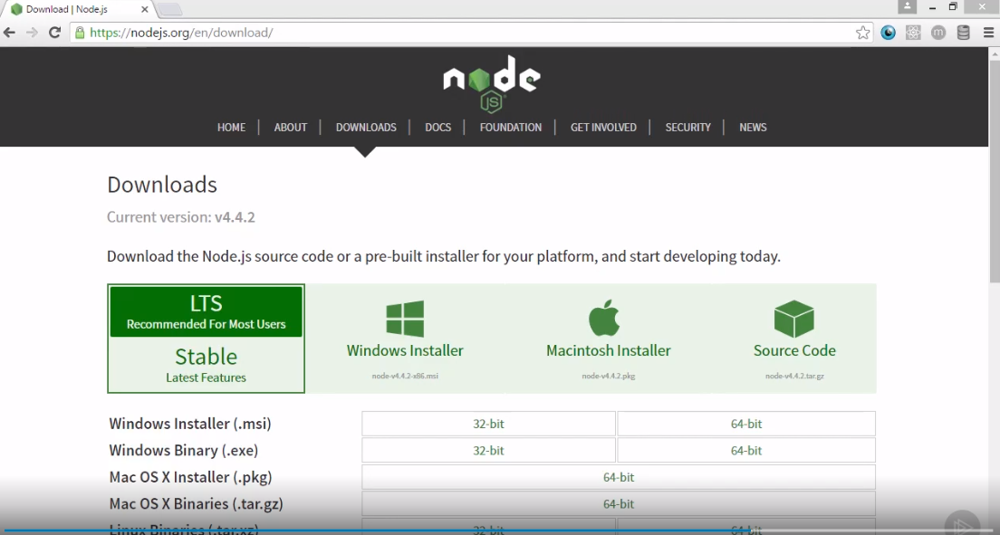 Download | Node.js
https://nodejs.org/en/download/
node
JS
HOME ABOUT DOWNLOADS DOCS FOUNDATION GET INVOLVED SECURITY NEWS
Downloads
Current version: v4.4.2
Download the Node.js source code or a pre-built installer for your platform, and start developing today.
LTS
Recommended For Most Users
Stable
Latest Features
Windows Installer
node-v4.4.2-x86.msi
Macintosh Installer
node-v4.4.2.pkg
Source Code
node-v4.4.2.tar.gz
Windows Installer (.msi) 32-bit 64-bit
Windows Binary (.exe) 32-bit 64-bit
Mac OS X Installer (.pkg) 64-bit
Mac OS X Binaries (.tar.gz) 64-bit
Linux Binaries (.tar.xz) 32-bit 64-bit